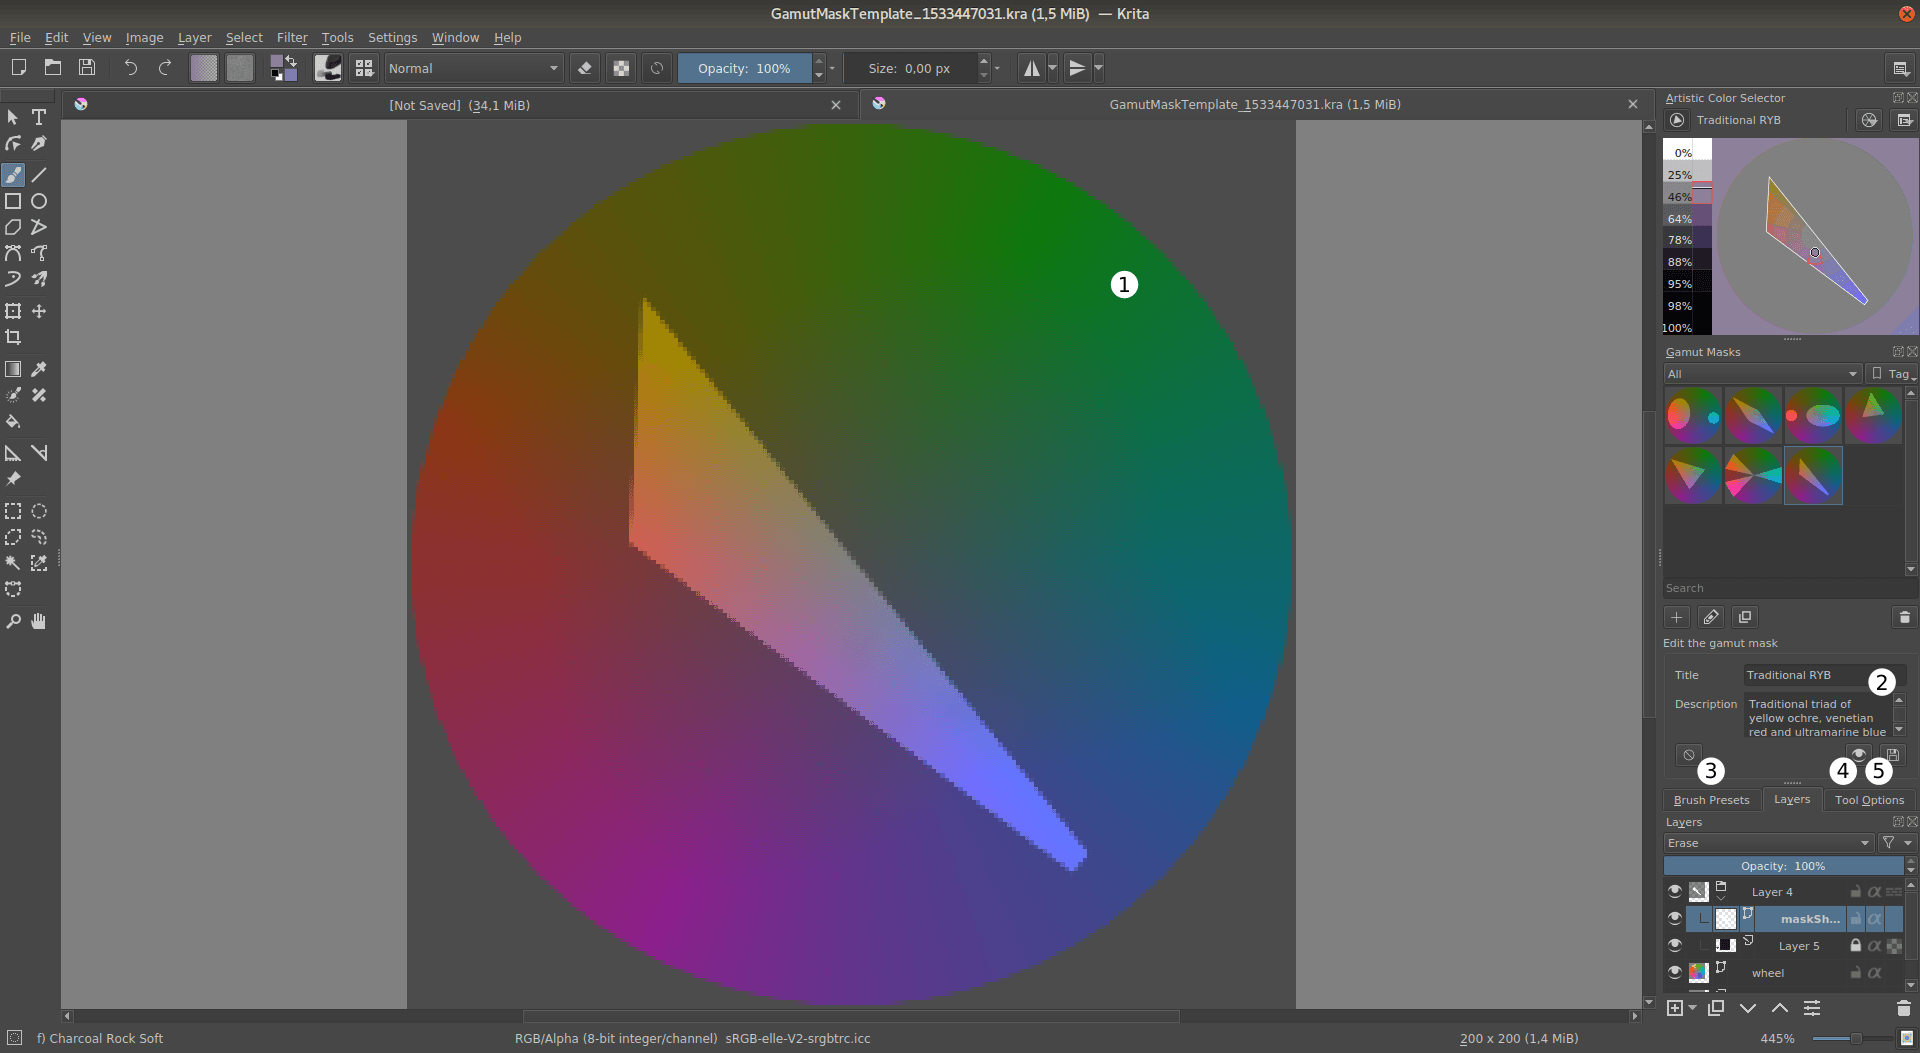 GamutMaskTemplate_1533447031.kra (1,5 MiB) — Krita
File Edit View Image Layer Select Filter Tools Settings Window Help
Normal
Opacity: 100%
Size: 0,00 px
[Not Saved] (34,1 MiB)
GamutMaskTemplate_1533447031.kra (1,5 MiB)
Artistic Color Selector
Traditional RYB
0%
25%
46%
64%
78%
88%
95%
98%
100%
1
Gamut Masks
All
Tag
Search
Edit the gamut mask
Title
Traditional RYB
2
Description
Traditional triad of
yellow ochre, venetian
red and ultramarine blue
3
4
5
Brush Presets Layers Tool Options
Layers
Erase
Opacity: 100%
Layer 4
maskSh...
Layer 5
wheel
f) Charcoal Rock Soft
RGB/Alpha (8-bit integer/channel) sRGB-elle-V2-srgbtrc.icc
200 x 200 (1,4 MiB)
445%